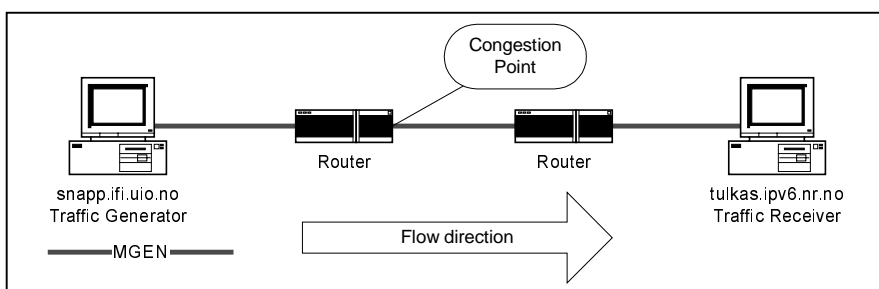 Congestion
Point
Router
Router
snapp.ifi.uio.no
Traffic Generator
tulkas.ipv6.nr.no
Traffic Receiver
Flow direction
MGEN